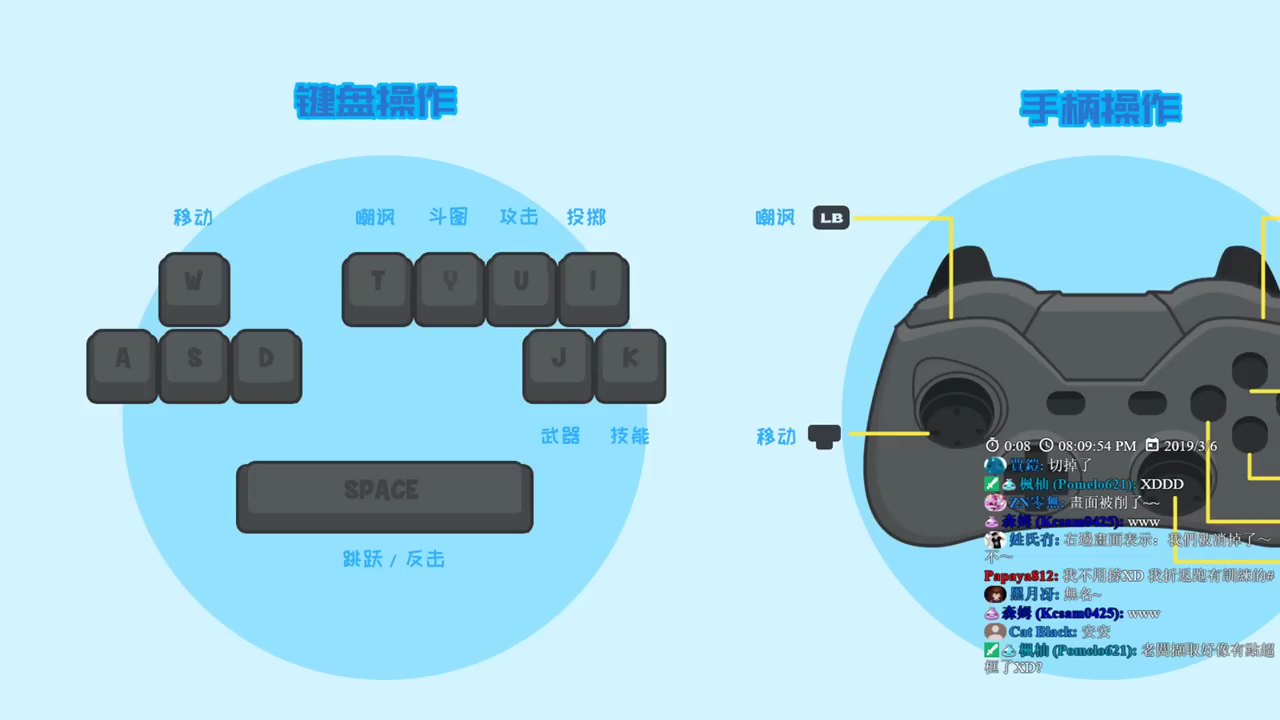 键盘操作
手柄操作
移动
嘲讽 斗图 攻击 投掷
嘲讽 LB
W
T Y U I
A S D
J K
武器 技能
移动
SPACE
跳跃 / 反击
0:08 08:09:54 PM 2019/3/6
賈鎧: 切掉了
楓柚 (Pomelo621): XDDD
ZN零無: 畫面被削了~~
森姆 (Kcsam0425): www
姓氏冇: 右邊畫面表示: 我們被消掉了~
不~
Papaya812: 我不用撐XD 我折返跑有訓練的#
黑月冴: 無名~
森姆 (Kcsam0425): www
Cat Black: 安安
楓柚 (Pomelo621): 老闆擷取好像有點超
框了XD?